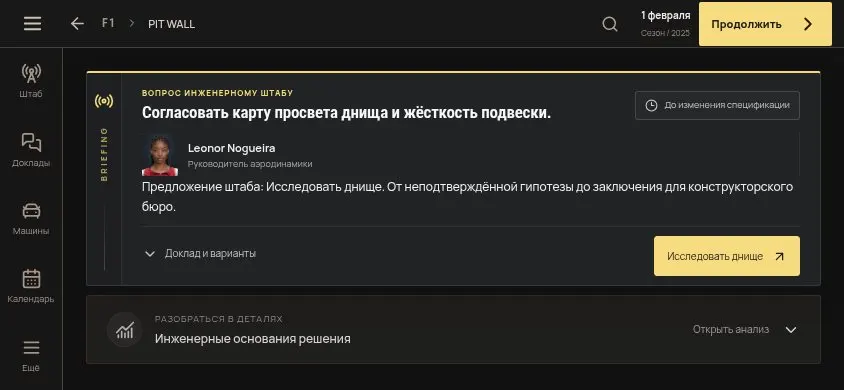 F1 > PIT WALL
1 февраля
Сезон / 2025
Продолжить
Штаб
Доклады
Машины
Календарь
Ещё
BRIEFING
ВОПРОС ИНЖЕНЕРНОМУ ШТАБУ
Согласовать карту просвета днища и жёсткость подвески.
До изменения спецификации
Leonor Nogueira
Руководитель аэродинамики
Предложение штаба: Исследовать днище. От неподтверждённой гипотезы до заключения для конструкторского
бюро.
Доклад и варианты
Исследовать днище
РАЗОБРАТЬСЯ В ДЕТАЛЯХ
Инженерные основания решения
Открыть анализ